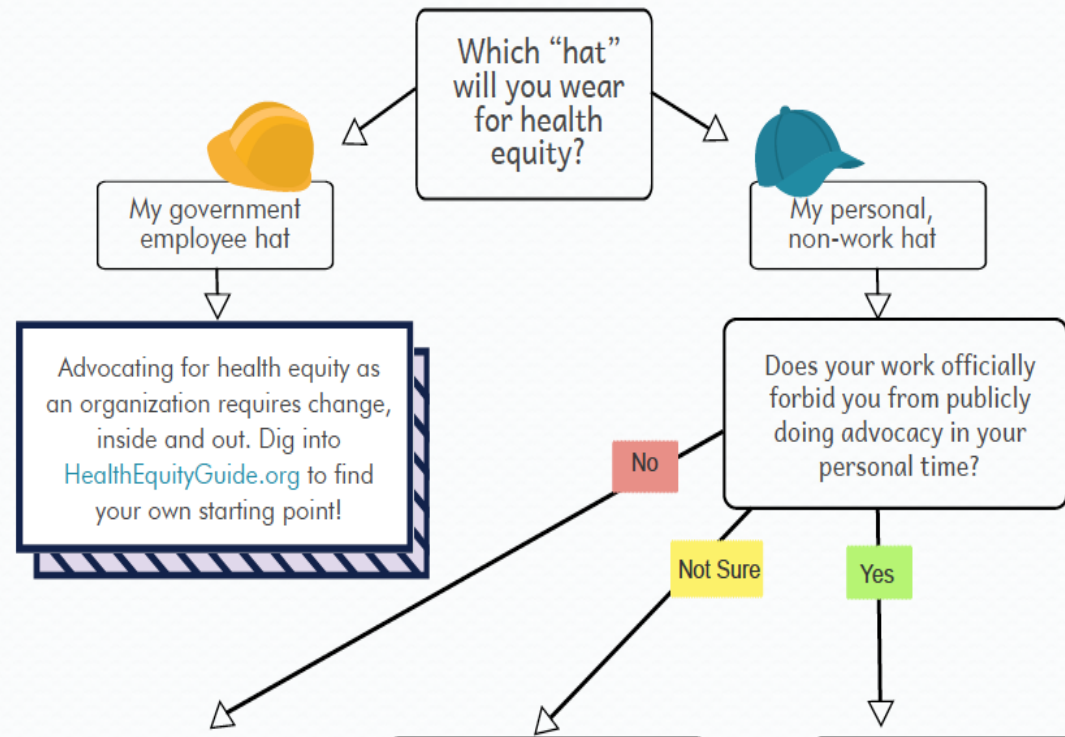 Which “hat”
will you wear
for health
equity?
My government
employee hat
My personal,
non-work hat
Advocating for health equity as
an organization requires change,
inside and out. Dig into
HealthEquityGuide.org to find
your own starting point!
Does your work officially
forbid you from publicly
doing advocacy in your
personal time?
No
Not Sure
Yes